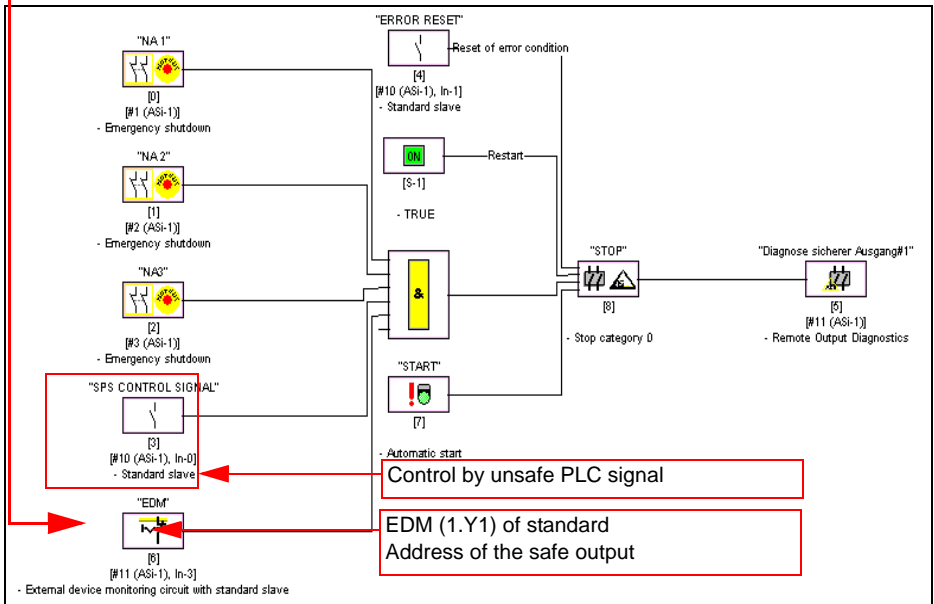 "NA 1"
[0]
[#1 (ASi-1)]
- Emergency shutdown
"NA 2"
[1]
[#2 (ASi-1)]
- Emergency shutdown
"NA3"
[2]
[#3 (ASi-1)]
- Emergency shutdown
"SPS CONTROL SIGNAL"
[3]
[#10 (ASi-1), In-0]
- Standard slave
"EDM"
[6]
[#11 (ASi-1), In-3]
- External device monitoring circuit with standard slave
"ERROR RESET"
Reset of error condition
[4]
[#10 (ASi-1), In-1]
- Standard slave
ON
Restart
[S-1]
- TRUE
&
"START"
[7]
- Automatic start
"STOP"
[8]
- Stop category 0
"Diagnose sicherer Ausgang#1"
[5]
[#11 (ASi-1)]
- Remote Output Diagnostics
Control by unsafe PLC signal
EDM (1.Y1) of standard
Address of the safe output